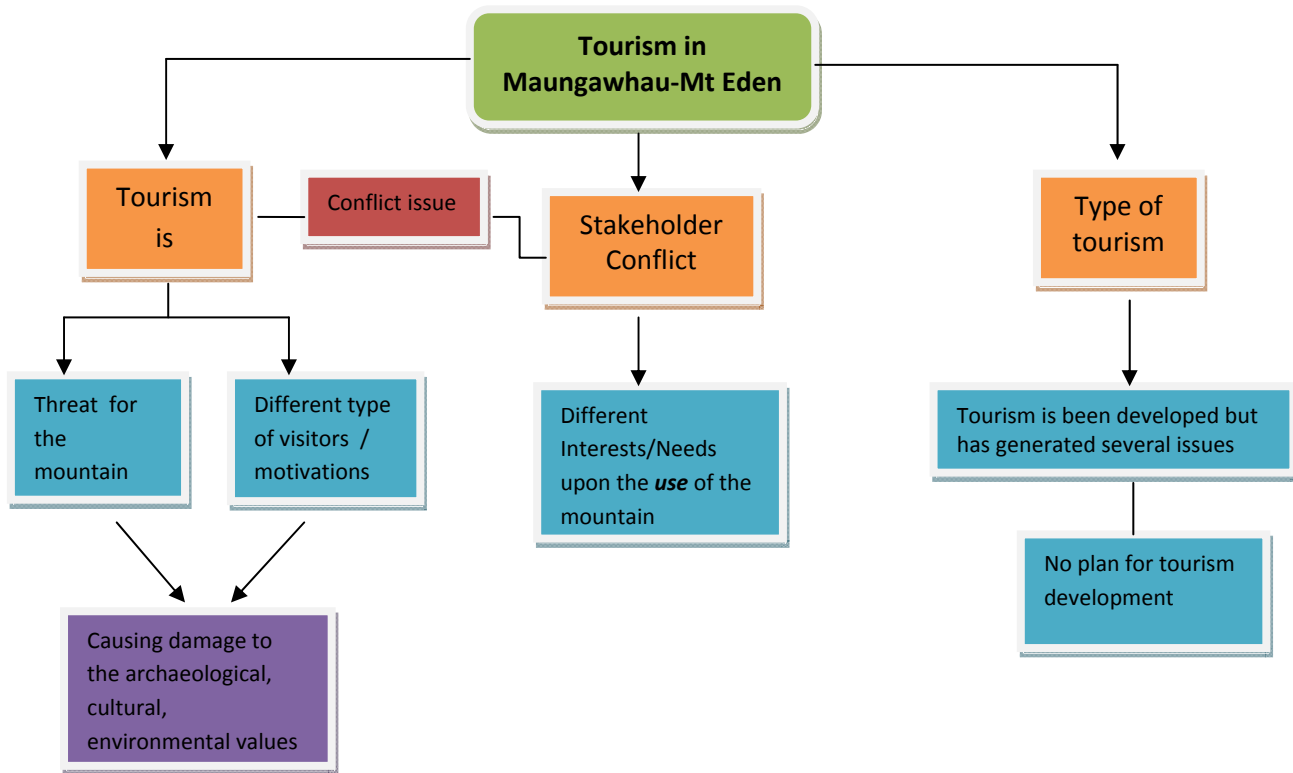 Tourism in
Maungawhau-Mt Eden
Tourism
is
Conflict issue
Stakeholder
Conflict
Type of
tourism
Threat for
the
mountain
Different type
of visitors /
motivations
Different
Interests/Needs
upon the use of the
mountain
Tourism is been developed but
has generated several issues
No plan for tourism
development
Causing damage to
the archaeological,
cultural,
environmental values